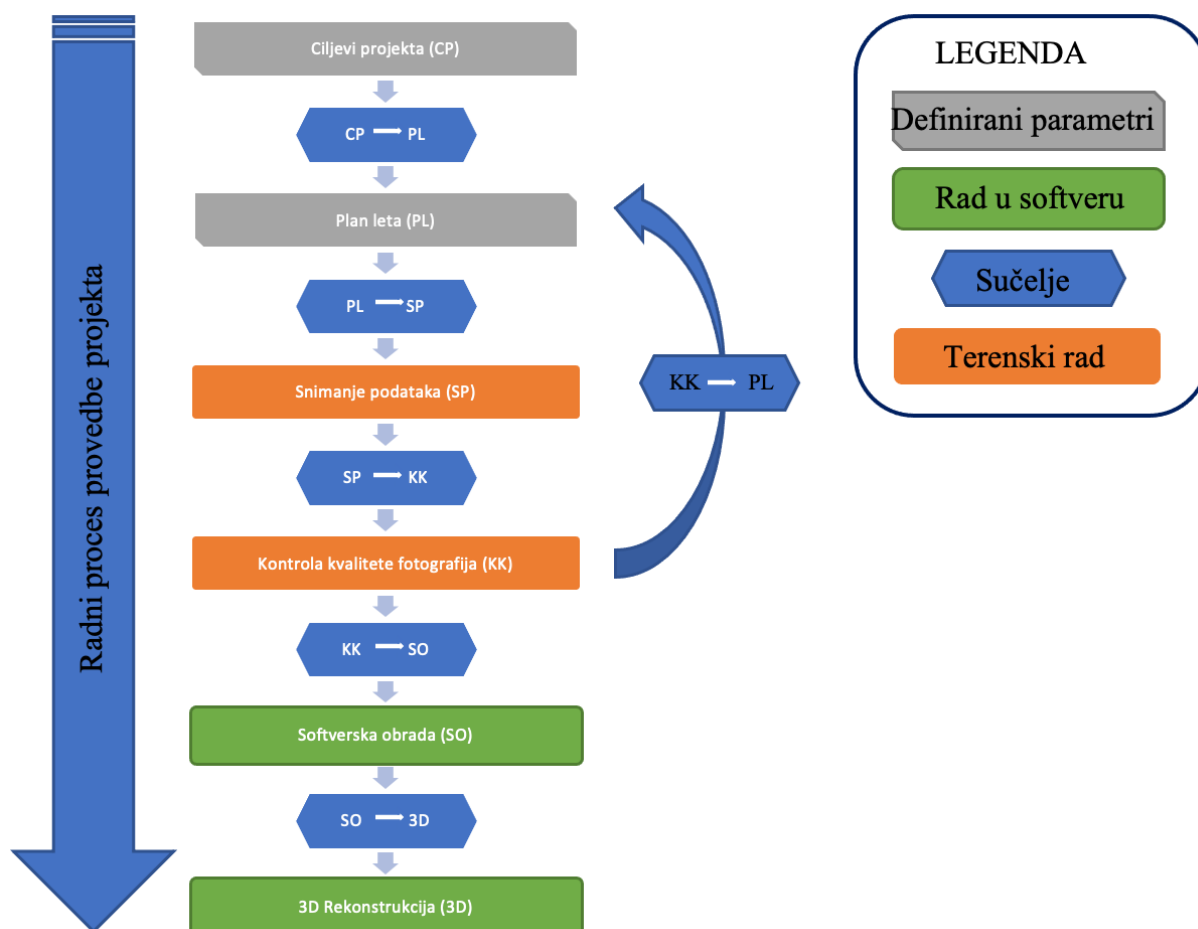 Radni proces provedbe projekta
Ciljevi projekta (CP)
CP → PL
Plan leta (PL)
PL → SP
Snimanje podataka (SP)
SP → KK
Kontrola kvalitete fotografija (KK)
KK → SO
Softverska obrada (SO)
SO → 3D
3D Rekonstrukcija (3D)
KK → PL
LEGENDA
Definirani parametri
Rad u softveru
Sučelje
Terenski rad